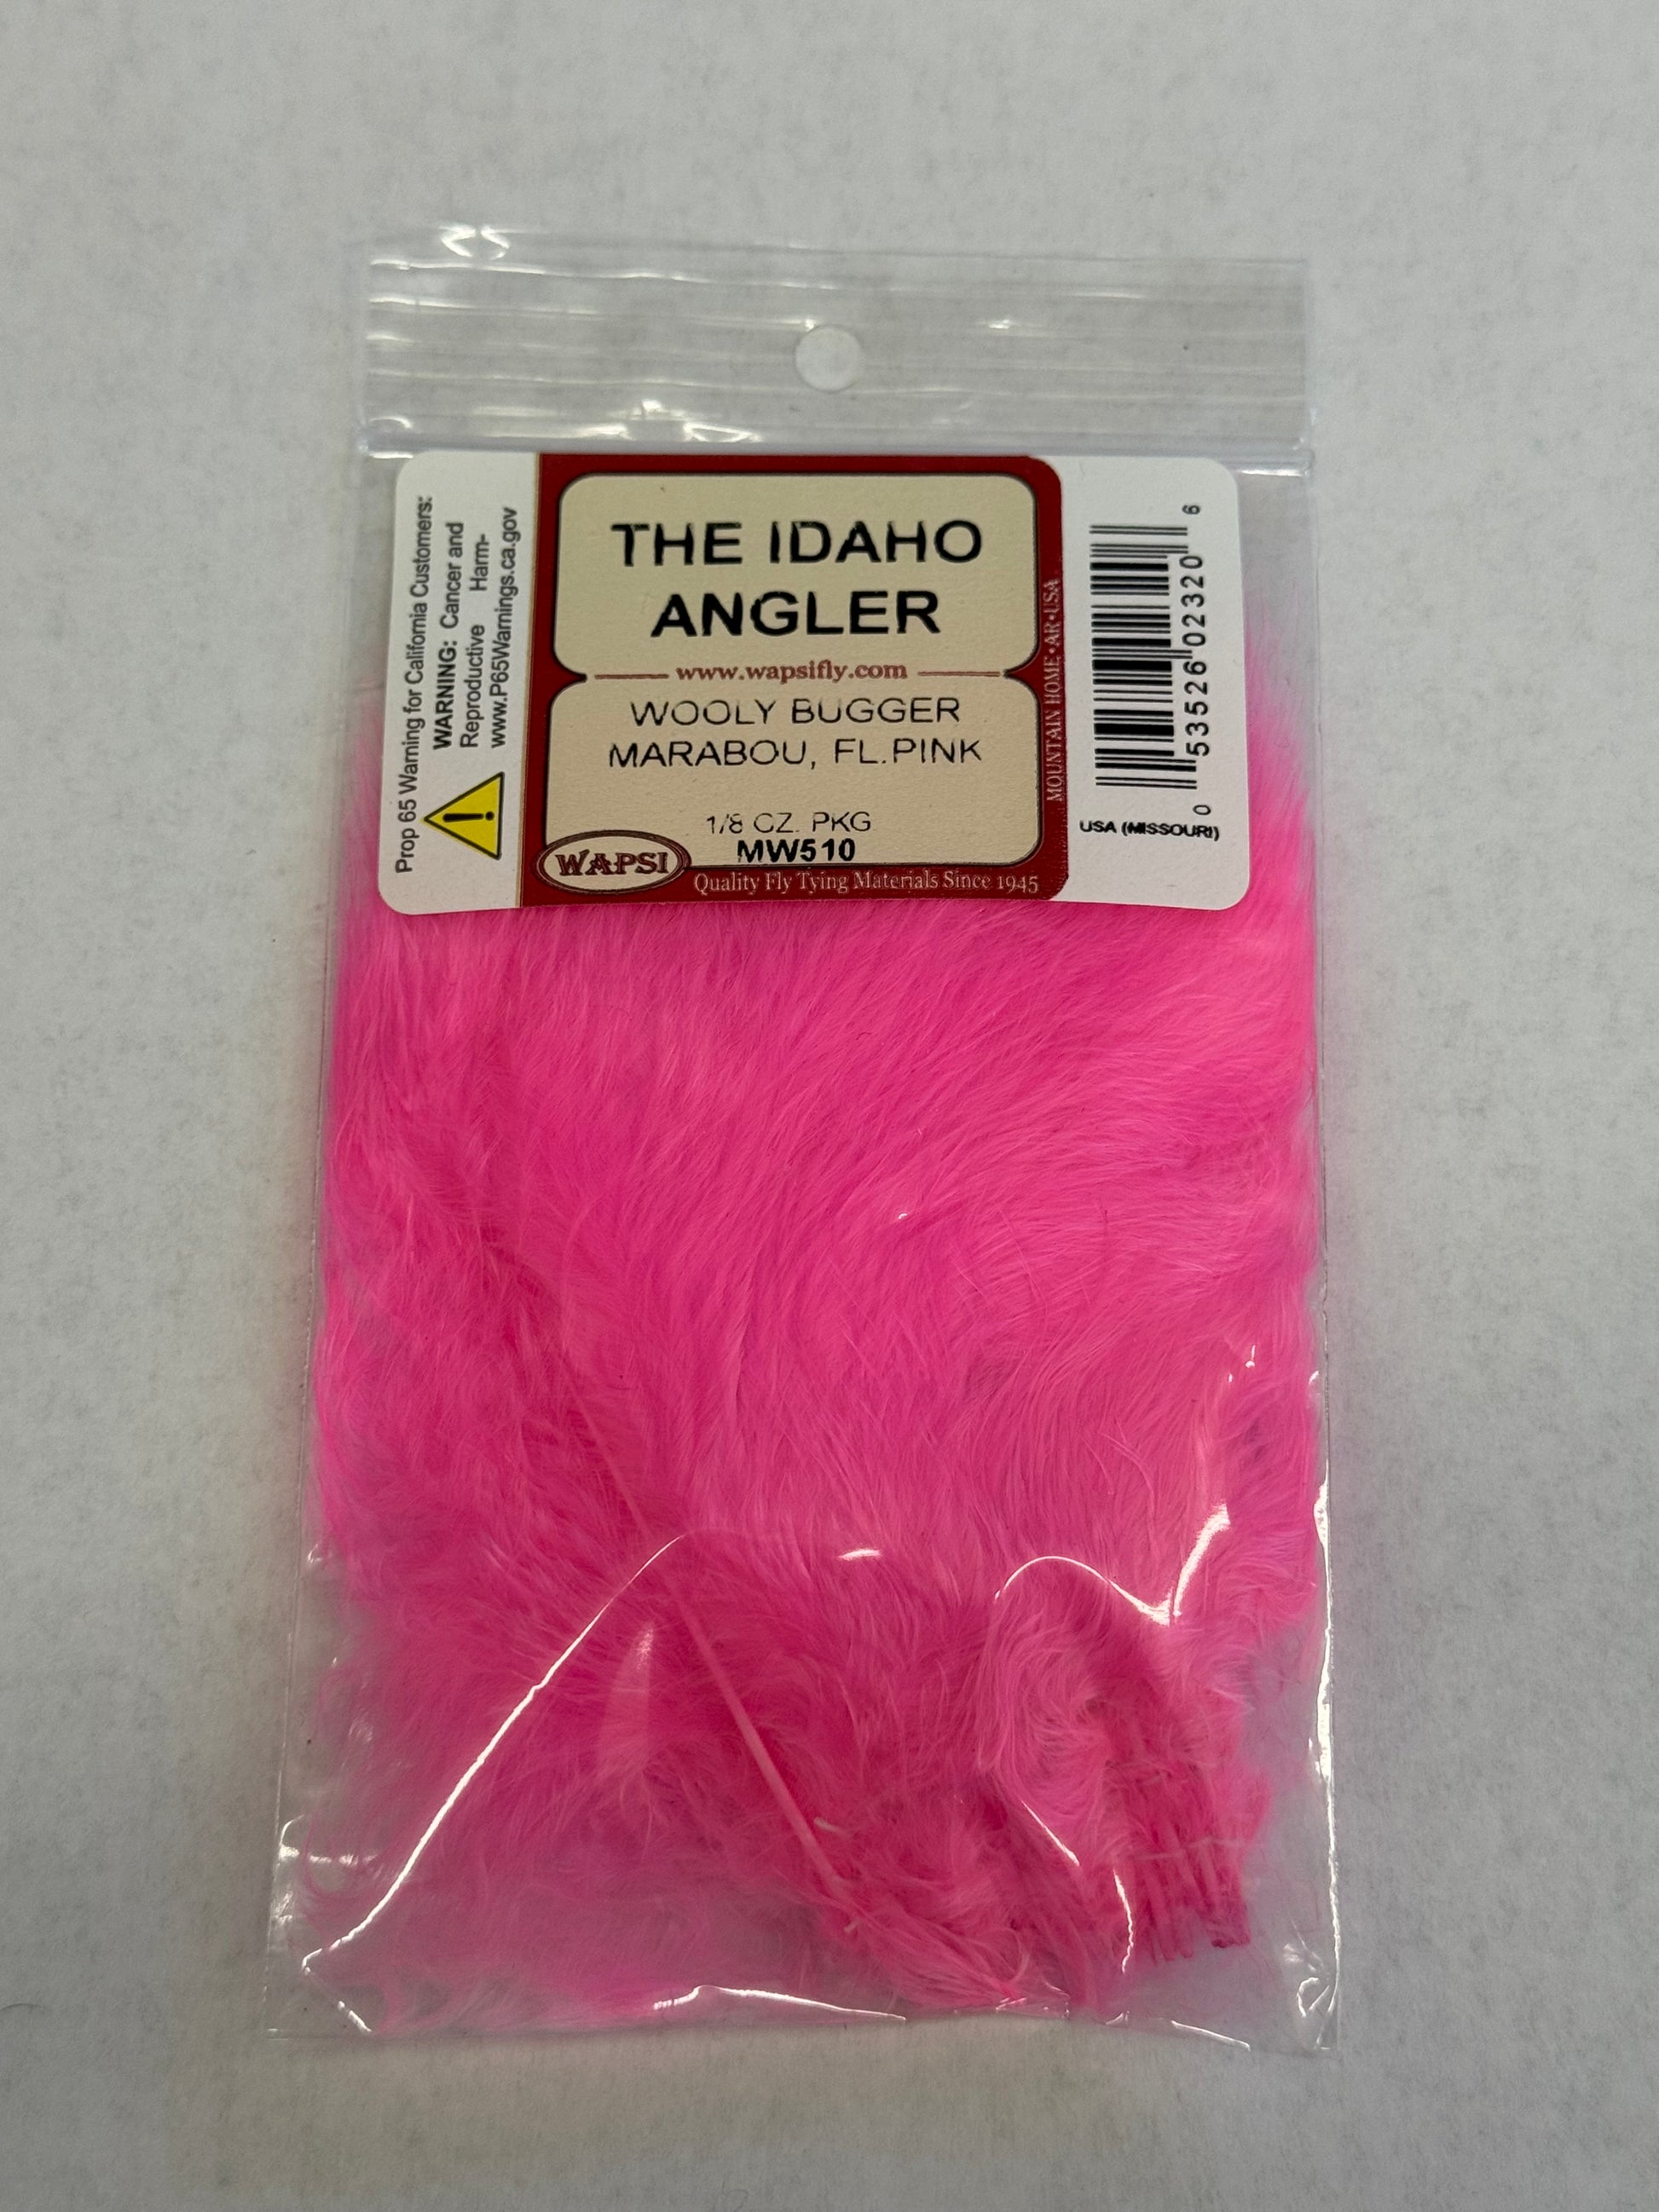 Prop 65 Warning for California Customers:
WARNING: Cancer and
Reproductive Harm-
www.P65Warnings.ca.gov
THE IDAHO
ANGLER
www.wapsifly.com
WOOLY BUGGER
MARABOU, FL.PINK
1/8 OZ. PKG
MW510
WAPSI
Quality Fly Tying Materials Since 1945
MOUNTAIN HOME•AR•USA
0 53526 02320 6
USA (MISSOURI)